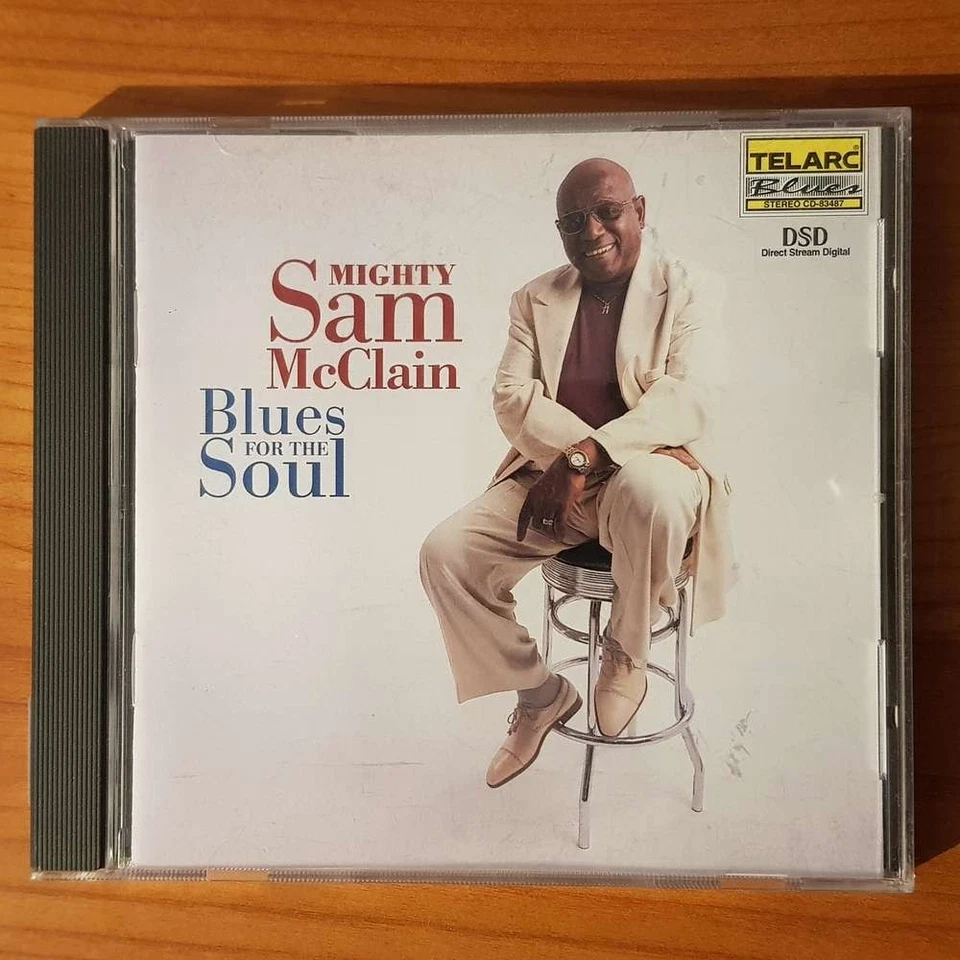 TELARC®
Blues
STEREO CD-83487
DSD
Direct Stream Digital
MIGHTY
Sam
McClain
Blues
FOR THE
Soul